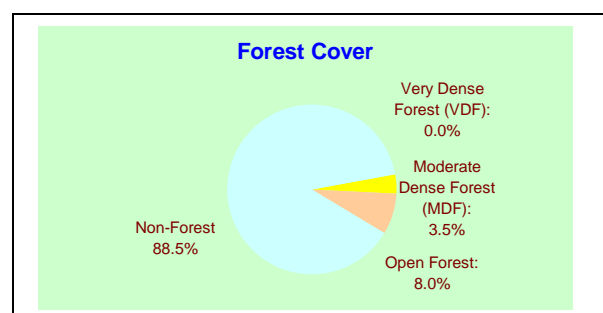 Forest Cover
Very Dense
Forest (VDF):
0.0%
Moderate
Dense Forest
(MDF):
3.5%
Non-Forest
88.5%
Open Forest:
8.0%